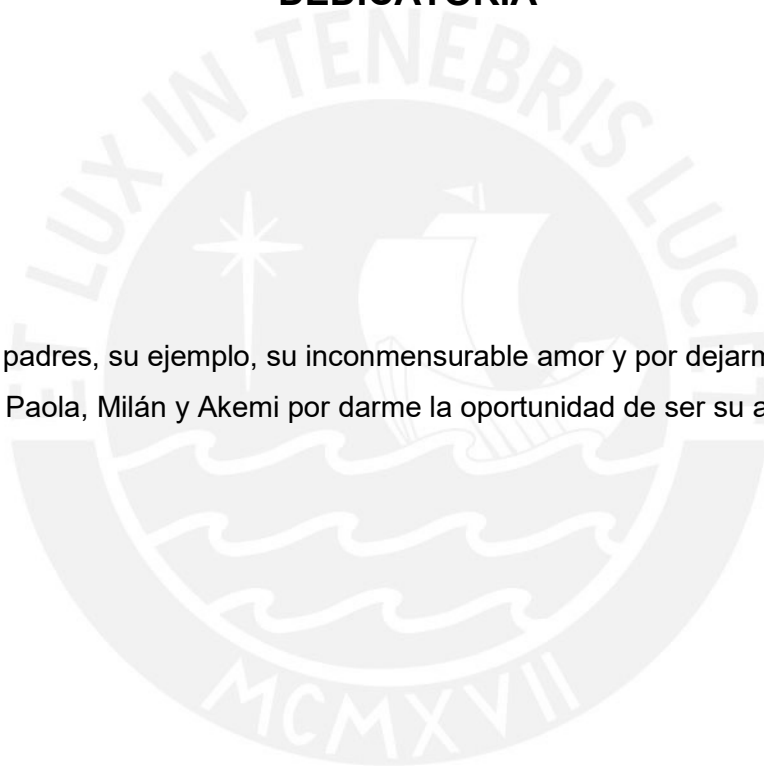 DEDICATORIA
ET LUX IN TENEBRIS LUCET
padres, su ejemplo, su inconmensurable amor y por dejarm
Paola, Milán y Akemi por darme la oportunidad de ser su a
MCMXVII